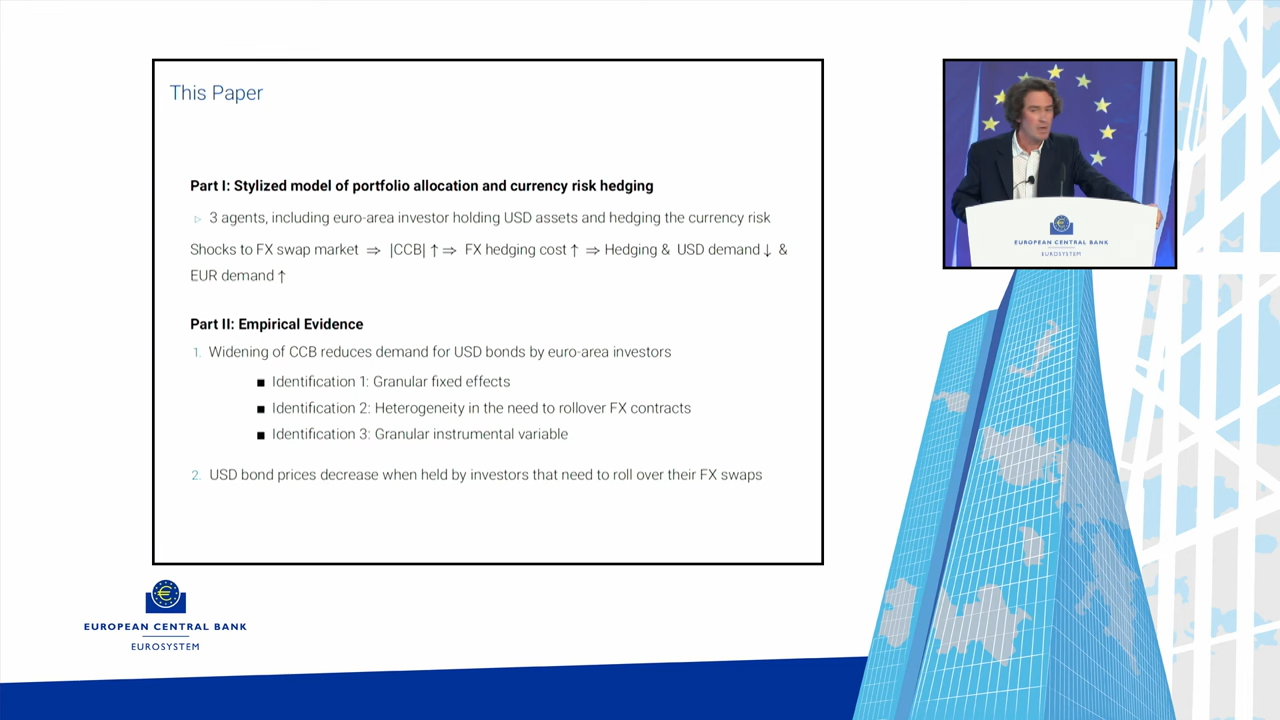 This Paper
Part I: Stylized model of portfolio allocation and currency risk hedging
▷ 3 agents, including euro-area investor holding USD assets and hedging the currency risk
Shocks to FX swap market ⇒ |CCB| ↑⇒ FX hedging cost ↑ ⇒ Hedging & USD demand ↓ &
EUR demand ↑
Part II: Empirical Evidence
1. Widening of CCB reduces demand for USD bonds by euro-area investors
■ Identification 1: Granular fixed effects
■ Identification 2: Heterogeneity in the need to rollover FX contracts
■ Identification 3: Granular instrumental variable
2. USD bond prices decrease when held by investors that need to roll over their FX swaps
EUROPEAN CENTRAL BANK
EUROSYSTEM
EUROPEAN CENTRAL BANK
EUROSYSTEM